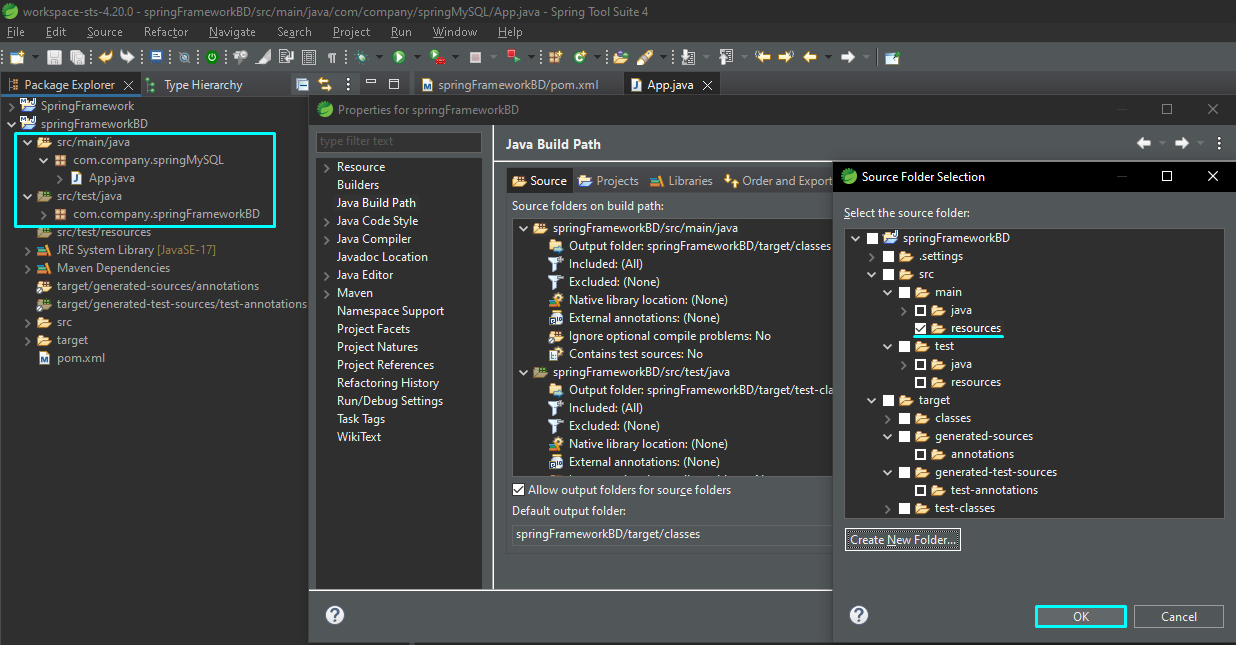 workspace-sts-4.20.0 - springFrameworkBD/src/main/java/com/company/springMySQL/App.java - Spring Tool Suite 4
File Edit Source Refactor Navigate Search Project Run Window Help
Package Explorer
Type Hierarchy
springFrameworkBD/pom.xml
App.java
SpringFramework
springFrameworkBD
src/main/java
com.company.springMySQL
App.java
src/test/java
com.company.springFrameworkBD
src/test/resources
JRE System Library [JavaSE-17]
Maven Dependencies
target/generated-sources/annotations
target/generated-test-sources/test-annotations
src
target
pom.xml
Properties for springFrameworkBD
type filter text
Resource
Builders
Java Build Path
Java Code Style
Java Compiler
Javadoc Location
Java Editor
Maven
Namespace Support
Project Facets
Project Natures
Project References
Refactoring History
Run/Debug Settings
Task Tags
WikiText
Java Build Path
Source
Projects
Libraries
Order and Export
Source folders on build path:
springFrameworkBD/src/main/java
Output folder: springFrameworkBD/target/classes
Included: (All)
Excluded: (None)
Native library location: (None)
External annotations: (None)
Ignore optional compile problems: No
Contains test sources: No
springFrameworkBD/src/test/java
Output folder: springFrameworkBD/target/test-cla
Included: (All)
Excluded: (None)
Native library location: (None)
External annotations: (None)
Allow output folders for source folders
Default output folder:
springFrameworkBD/target/classes
Source Folder Selection
Select the source folder:
springFrameworkBD
.settings
src
main
java
resources
test
java
resources
target
classes
generated-sources
annotations
generated-test-sources
test-annotations
test-classes
Create New Folder...
OK
Cancel